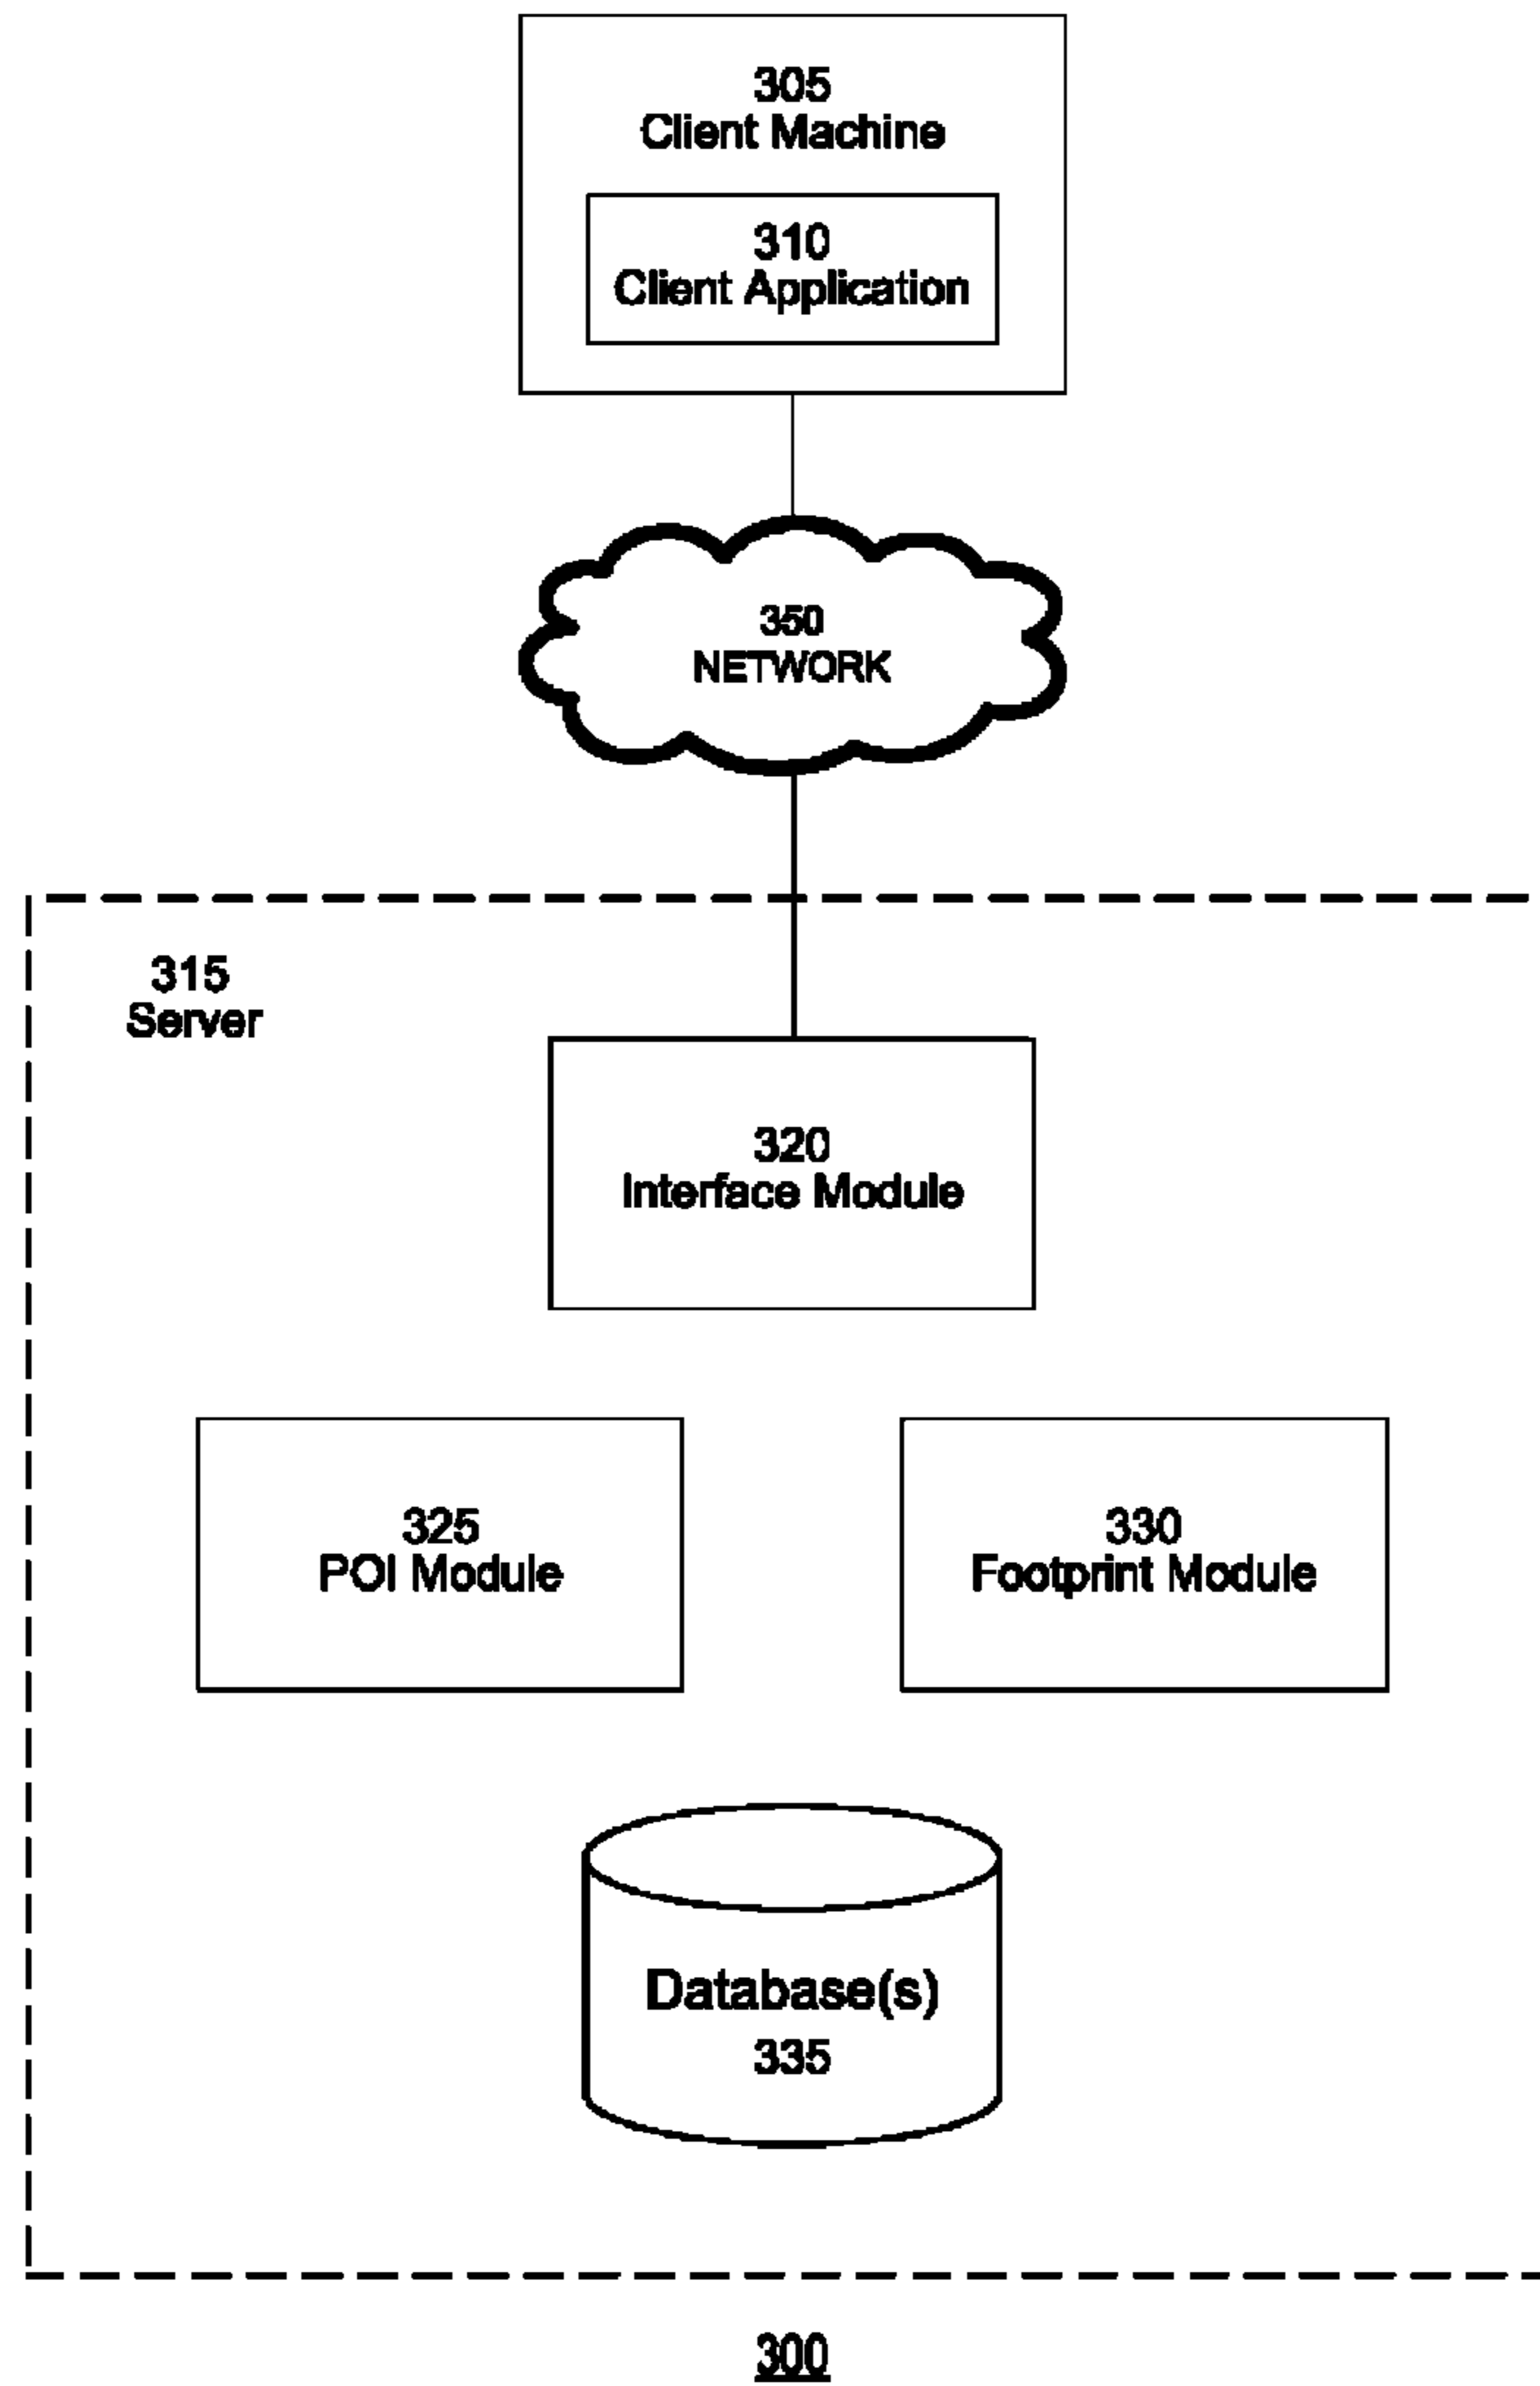 305
Client Machine
310
Client Application
350
NETWORK
315
Server
320
Interface Module
325
POI Module
330
Footprint Module
Database(s)
335
300